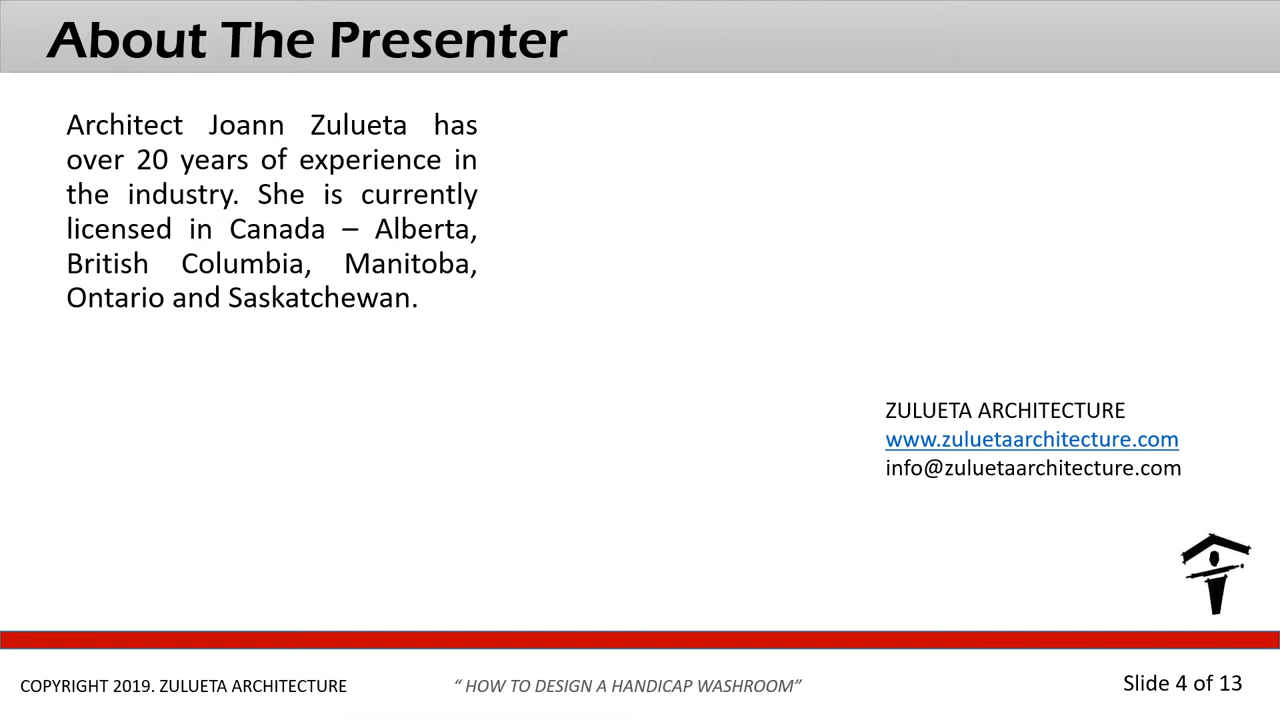 About The Presenter
Architect Joann Zulueta has
over 20 years of experience in
the industry. She is currently
licensed in Canada – Alberta,
British Columbia, Manitoba,
Ontario and Saskatchewan.
ZULUETA ARCHITECTURE
www.zuluetaarchitecture.com
info@zuluetaarchitecture.com
COPYRIGHT 2019. ZULUETA ARCHITECTURE
“ HOW TO DESIGN A HANDICAP WASHROOM”
Slide 4 of 13